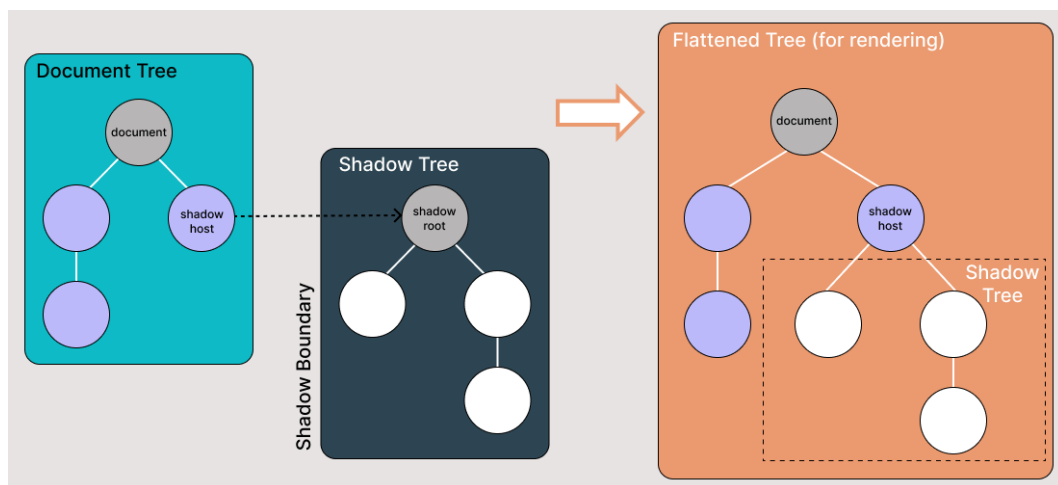 Document Tree
document
shadow
host
Shadow Boundary
Shadow Tree
shadow
root
Flattened Tree (for rendering)
document
shadow
host
Shadow
Tree